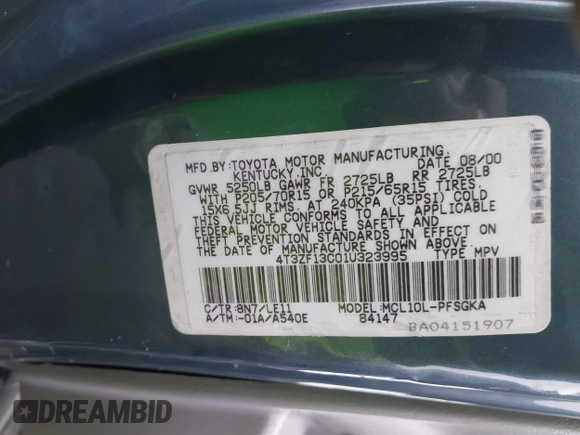 MFD.BY:TOYOTA MOTOR MANUFACTURING,
KENTUCKY,INC. DATE 08/00
GVWR 5250LB GAWR FR 2725LB RR 2725LB
WITH P205/70R15 OR P215/65R15 TIRES,
15X6 EJJ RIMS, AT 240KPA (35PSI) COLD
THIS VEHICLE CONFORMS TO ALL APPLICABLE
FEDERAL MOTOR VEHICLE SAFETY AND
THEFT PREVENTION STANDARDS IN EFFECT ON
THE DATE OF MANUFACTURE SHOWN ABOVE.
4T3ZF13C01U323995 TYPE MPV
C/TR:8N7/LE11 MODEL:MCL10L-PFSGKA
A/TM:-01A/A540E 84147
BA04151907
DREAMBID